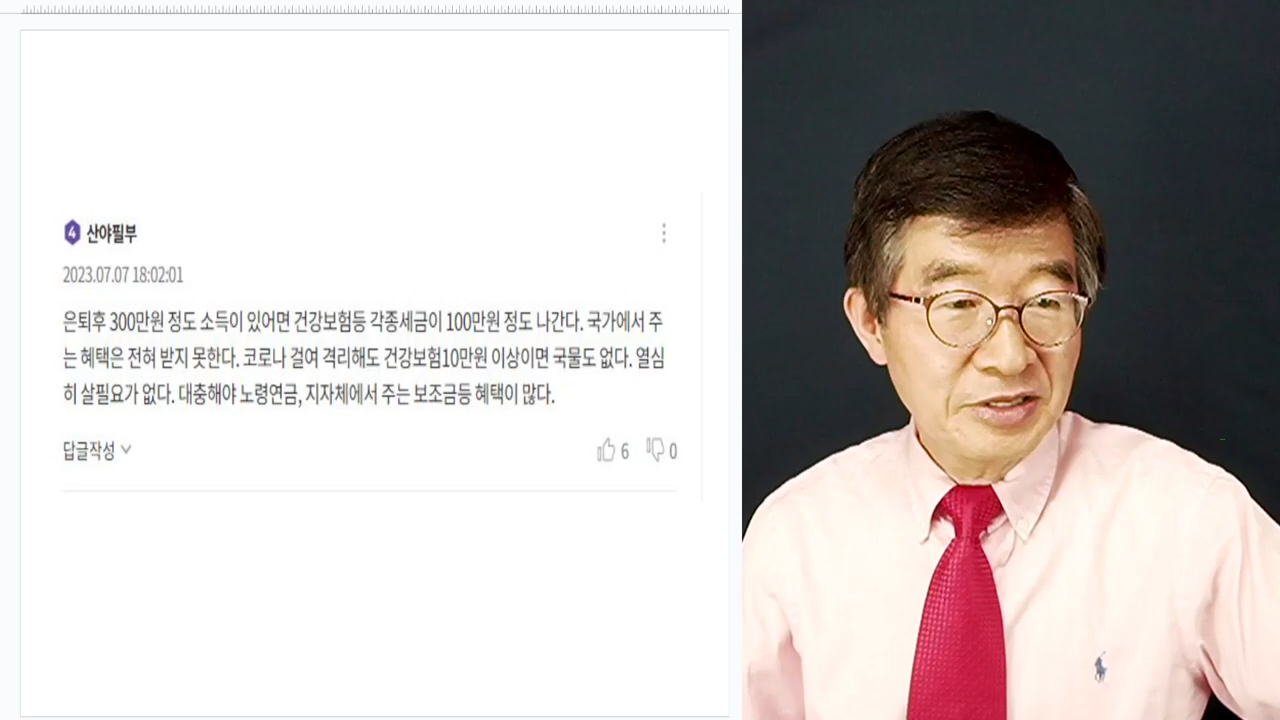 4 산야필부
2023.07.07 18:02:01
은퇴후 300만원 정도 소득이 있어면 건강보험등 각종세금이 100만원 정도 나간다. 국가에서 주
는 혜택은 전혀 받지 못한다. 코로나 걸여 격리해도 건강보험10만원 이상이면 국물도 없다. 열심
히 살필요가 없다. 대충해야 노령연금, 지자체에서 주는 보조금등 혜택이 많다.
답글작성
6 0